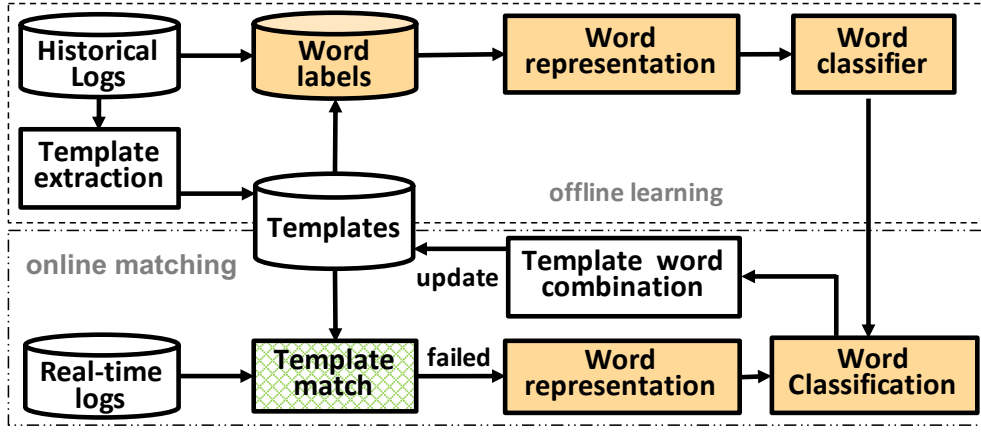 Historical
Logs
Word
labels
Word
representation
Word
classifier
Template
extraction
Templates
offline learning
online matching
update
Template word
combination
Real-time
logs
Template
match
failed
Word
representation
Word
Classification